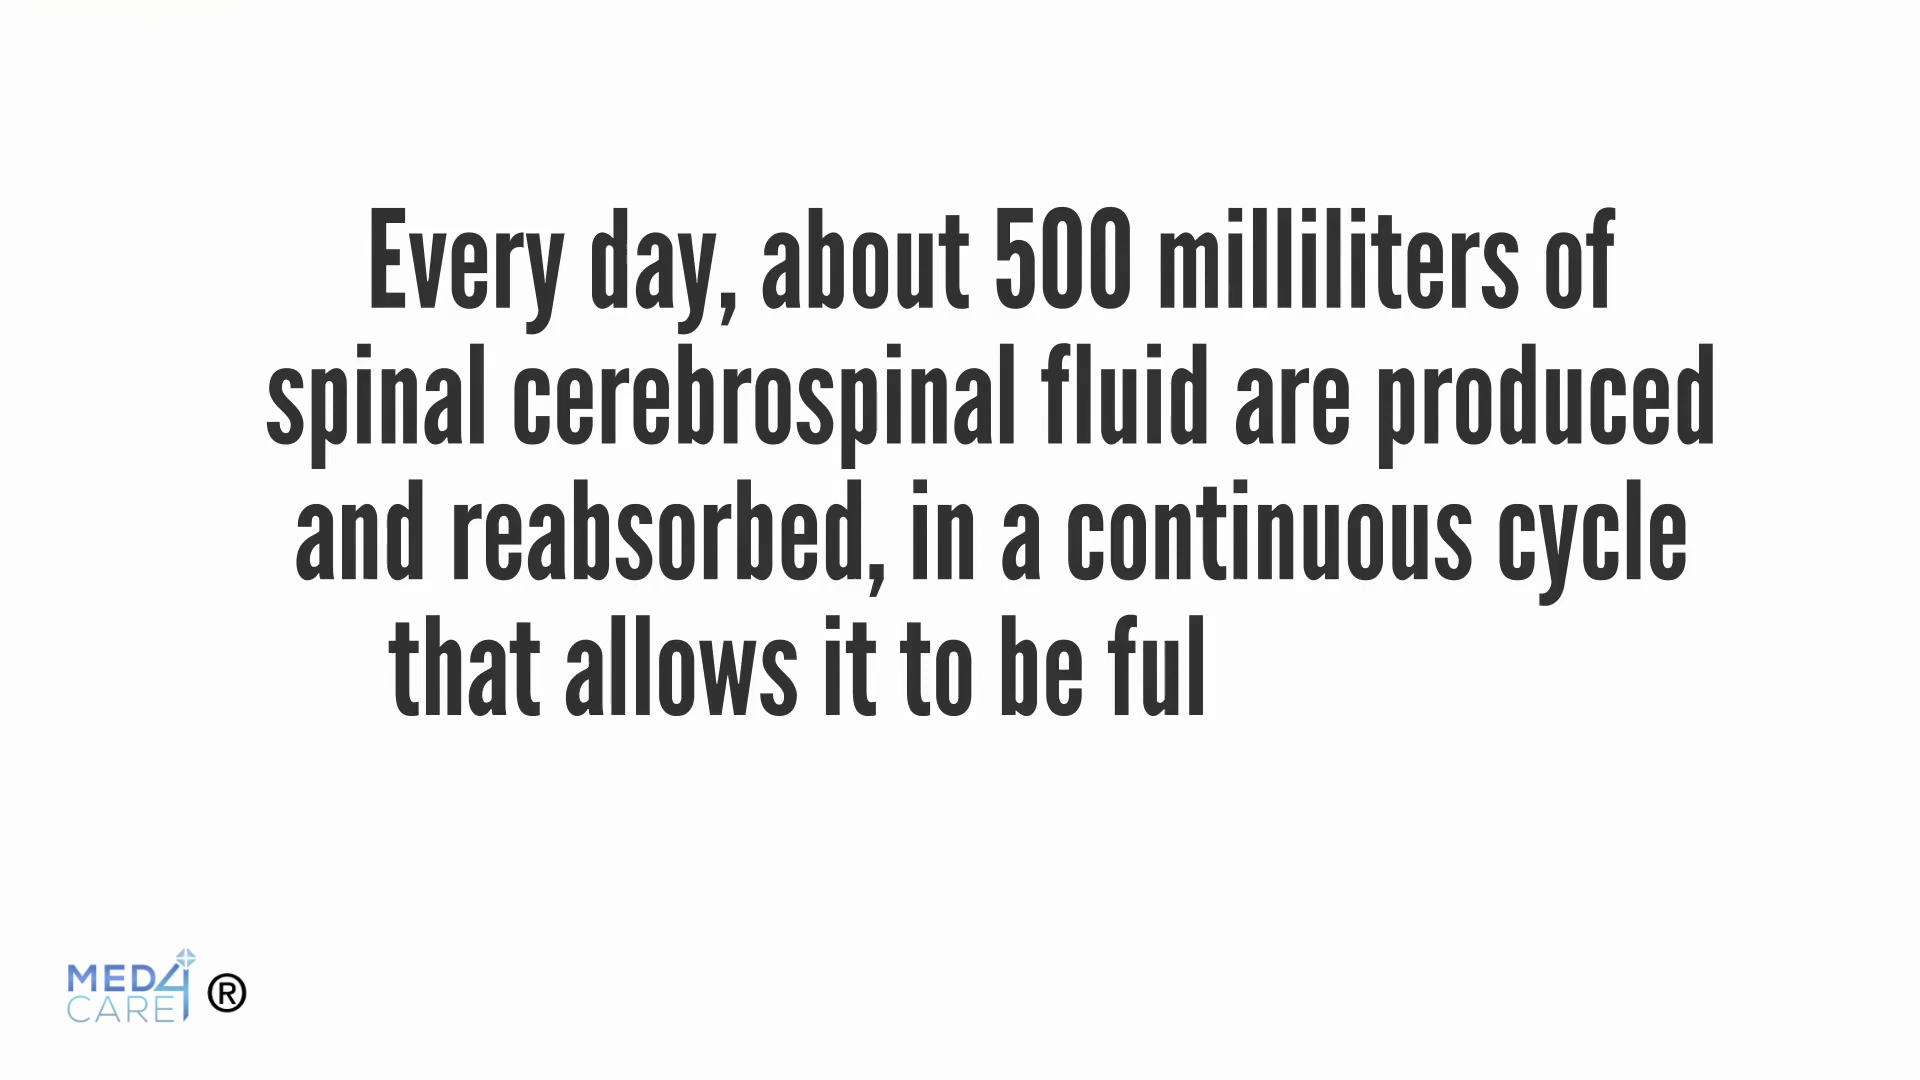 Every day, about 500 milliliters of
spinal cerebrospinal fluid are produced
and reabsorbed, in a continuous cycle
that allows it to be ful
MED4
CARE ®